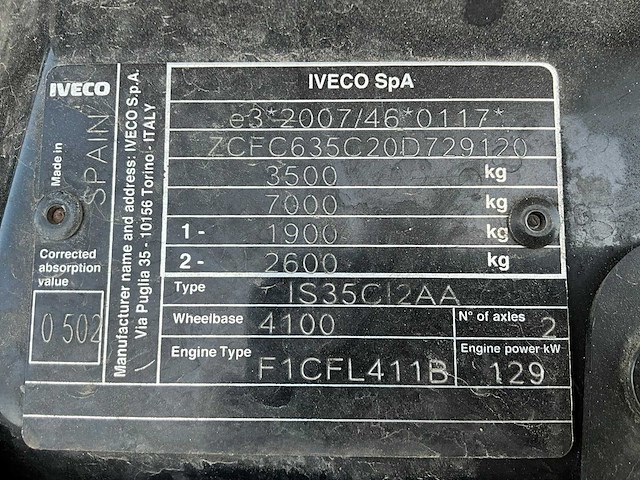 IVECO
Made in
SPAIN
Corrected
absorption
value
0 502
Manufacturer name and address: IVECO S.p.A.
Via Puglia 35 - 10156 Torino - ITALY
IVECO SpA
e3*2007/46*0117*
ZCFC635C20D729120
3500 kg
7000 kg
1 - 1900 kg
2 - 2600 kg
Type IS35CI2AA
Wheelbase 4100 N° of axles 2
Engine Type F1CFL411B Engine power kW 129